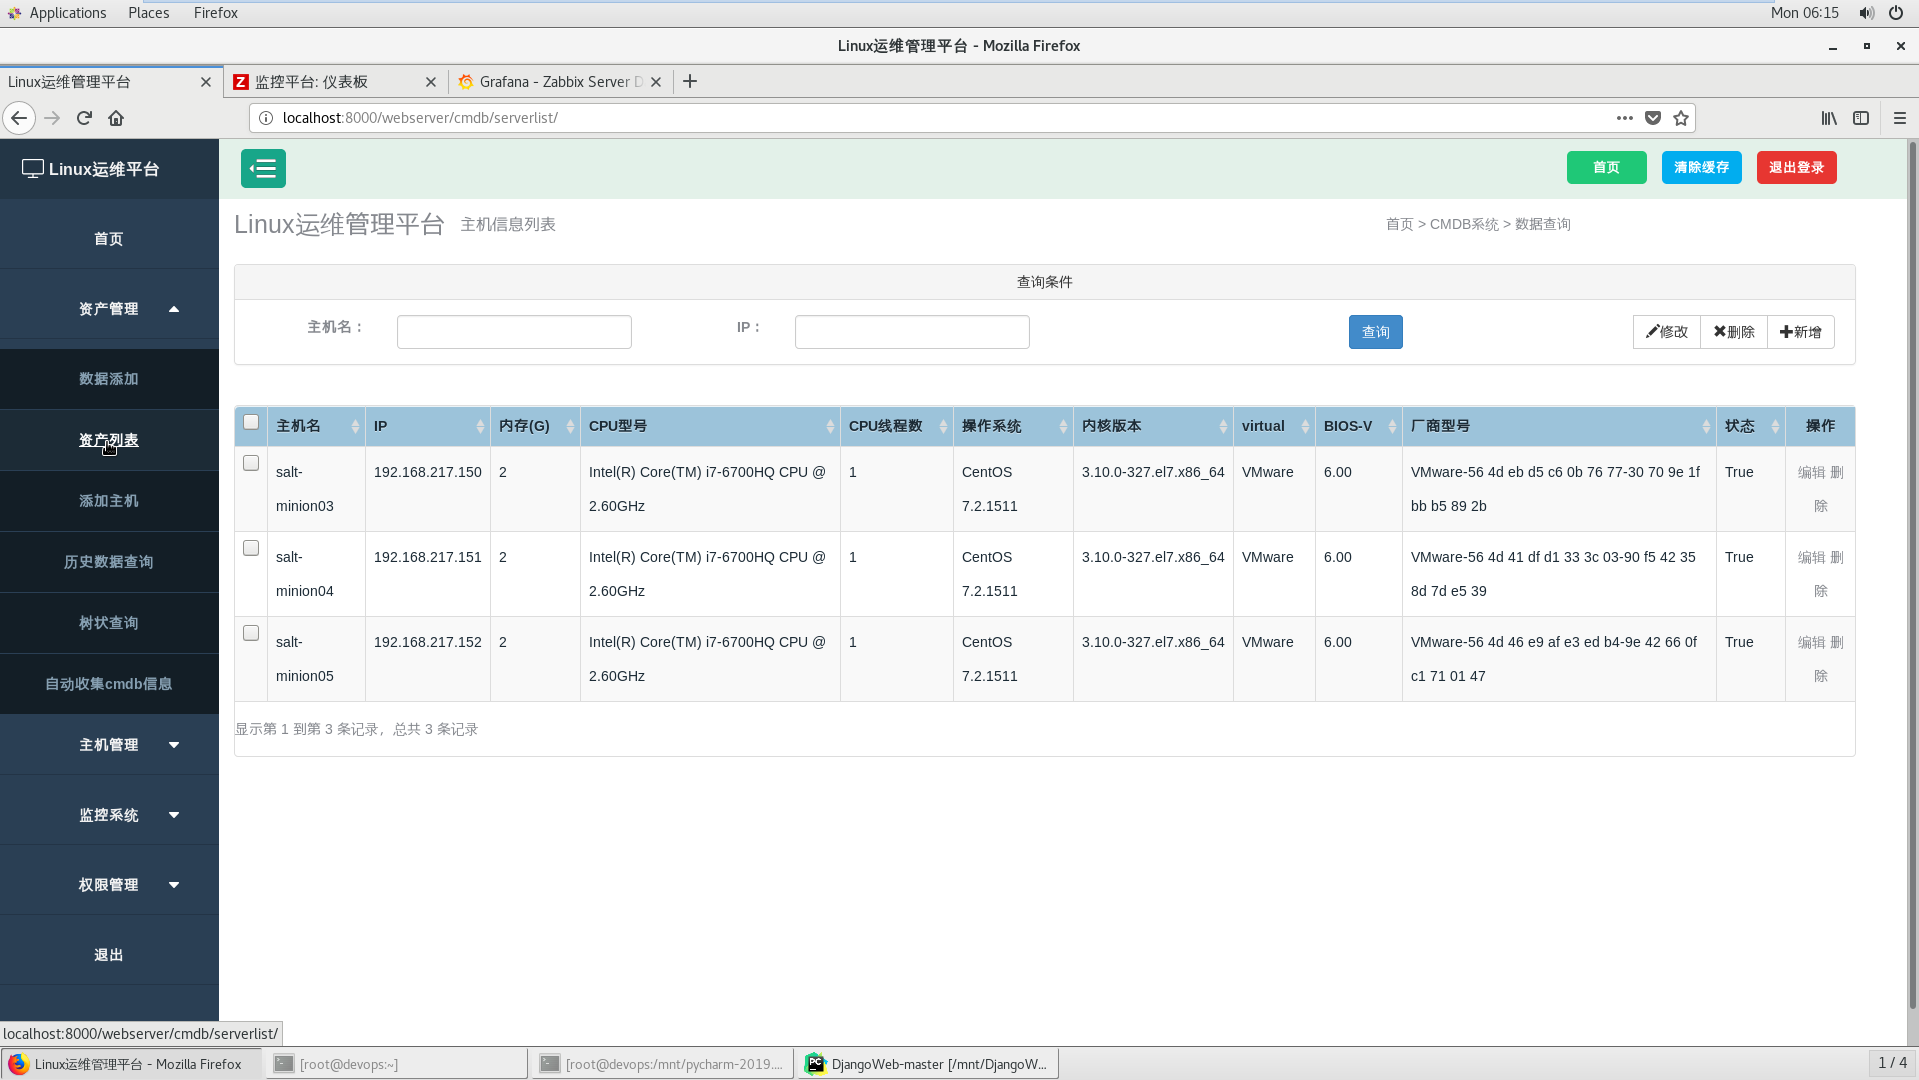 Applications Places Firefox Mon 06:15
Linux运维管理平台 - Mozilla Firefox
Linux运维管理平台 Z 监控平台: 仪表板 Grafana - Zabbix Server D
localhost:8000/webserver/cmdb/serverlist/
Linux运维平台 首页 清除缓存 退出登录
Linux运维管理平台 主机信息列表 首页 > CMDB系统 > 数据查询
首页
资产管理
数据添加
资产列表
添加主机
历史数据查询
树状查询
自动收集cmdb信息
主机管理
监控系统
权限管理
退出
查询条件
主机名： IP： 查询 修改 删除 新增
主机名 IP 内存(G) CPU型号 CPU线程数 操作系统 内核版本 virtual BIOS-V 厂商型号 状态 操作
salt- 192.168.217.150 2 Intel(R) Core(TM) i7-6700HQ CPU @ 1 CentOS 3.10.0-327.el7.x86_64 VMware 6.00 VMware-56 4d eb d5 c6 0b 76 77-30 70 9e 1f True 编辑 删
minion03 2.60GHz 7.2.1511 bb b5 89 2b 除
salt- 192.168.217.151 2 Intel(R) Core(TM) i7-6700HQ CPU @ 1 CentOS 3.10.0-327.el7.x86_64 VMware 6.00 VMware-56 4d 41 df d1 33 3c 03-90 f5 42 35 True 编辑 删
minion04 2.60GHz 7.2.1511 8d 7d e5 39 除
salt- 192.168.217.152 2 Intel(R) Core(TM) i7-6700HQ CPU @ 1 CentOS 3.10.0-327.el7.x86_64 VMware 6.00 VMware-56 4d 46 e9 af e3 ed b4-9e 42 66 0f True 编辑 删
minion05 2.60GHz 7.2.1511 c1 71 01 47 除
显示第 1 到第 3 条记录，总共 3 条记录
localhost:8000/webserver/cmdb/serverlist/
Linux运维管理平台 - Mozilla Firefox [root@devops:~] [root@devops:/mnt/pycharm-2019.... PC DjangoWeb-master [/mnt/DjangoW... 1 / 4